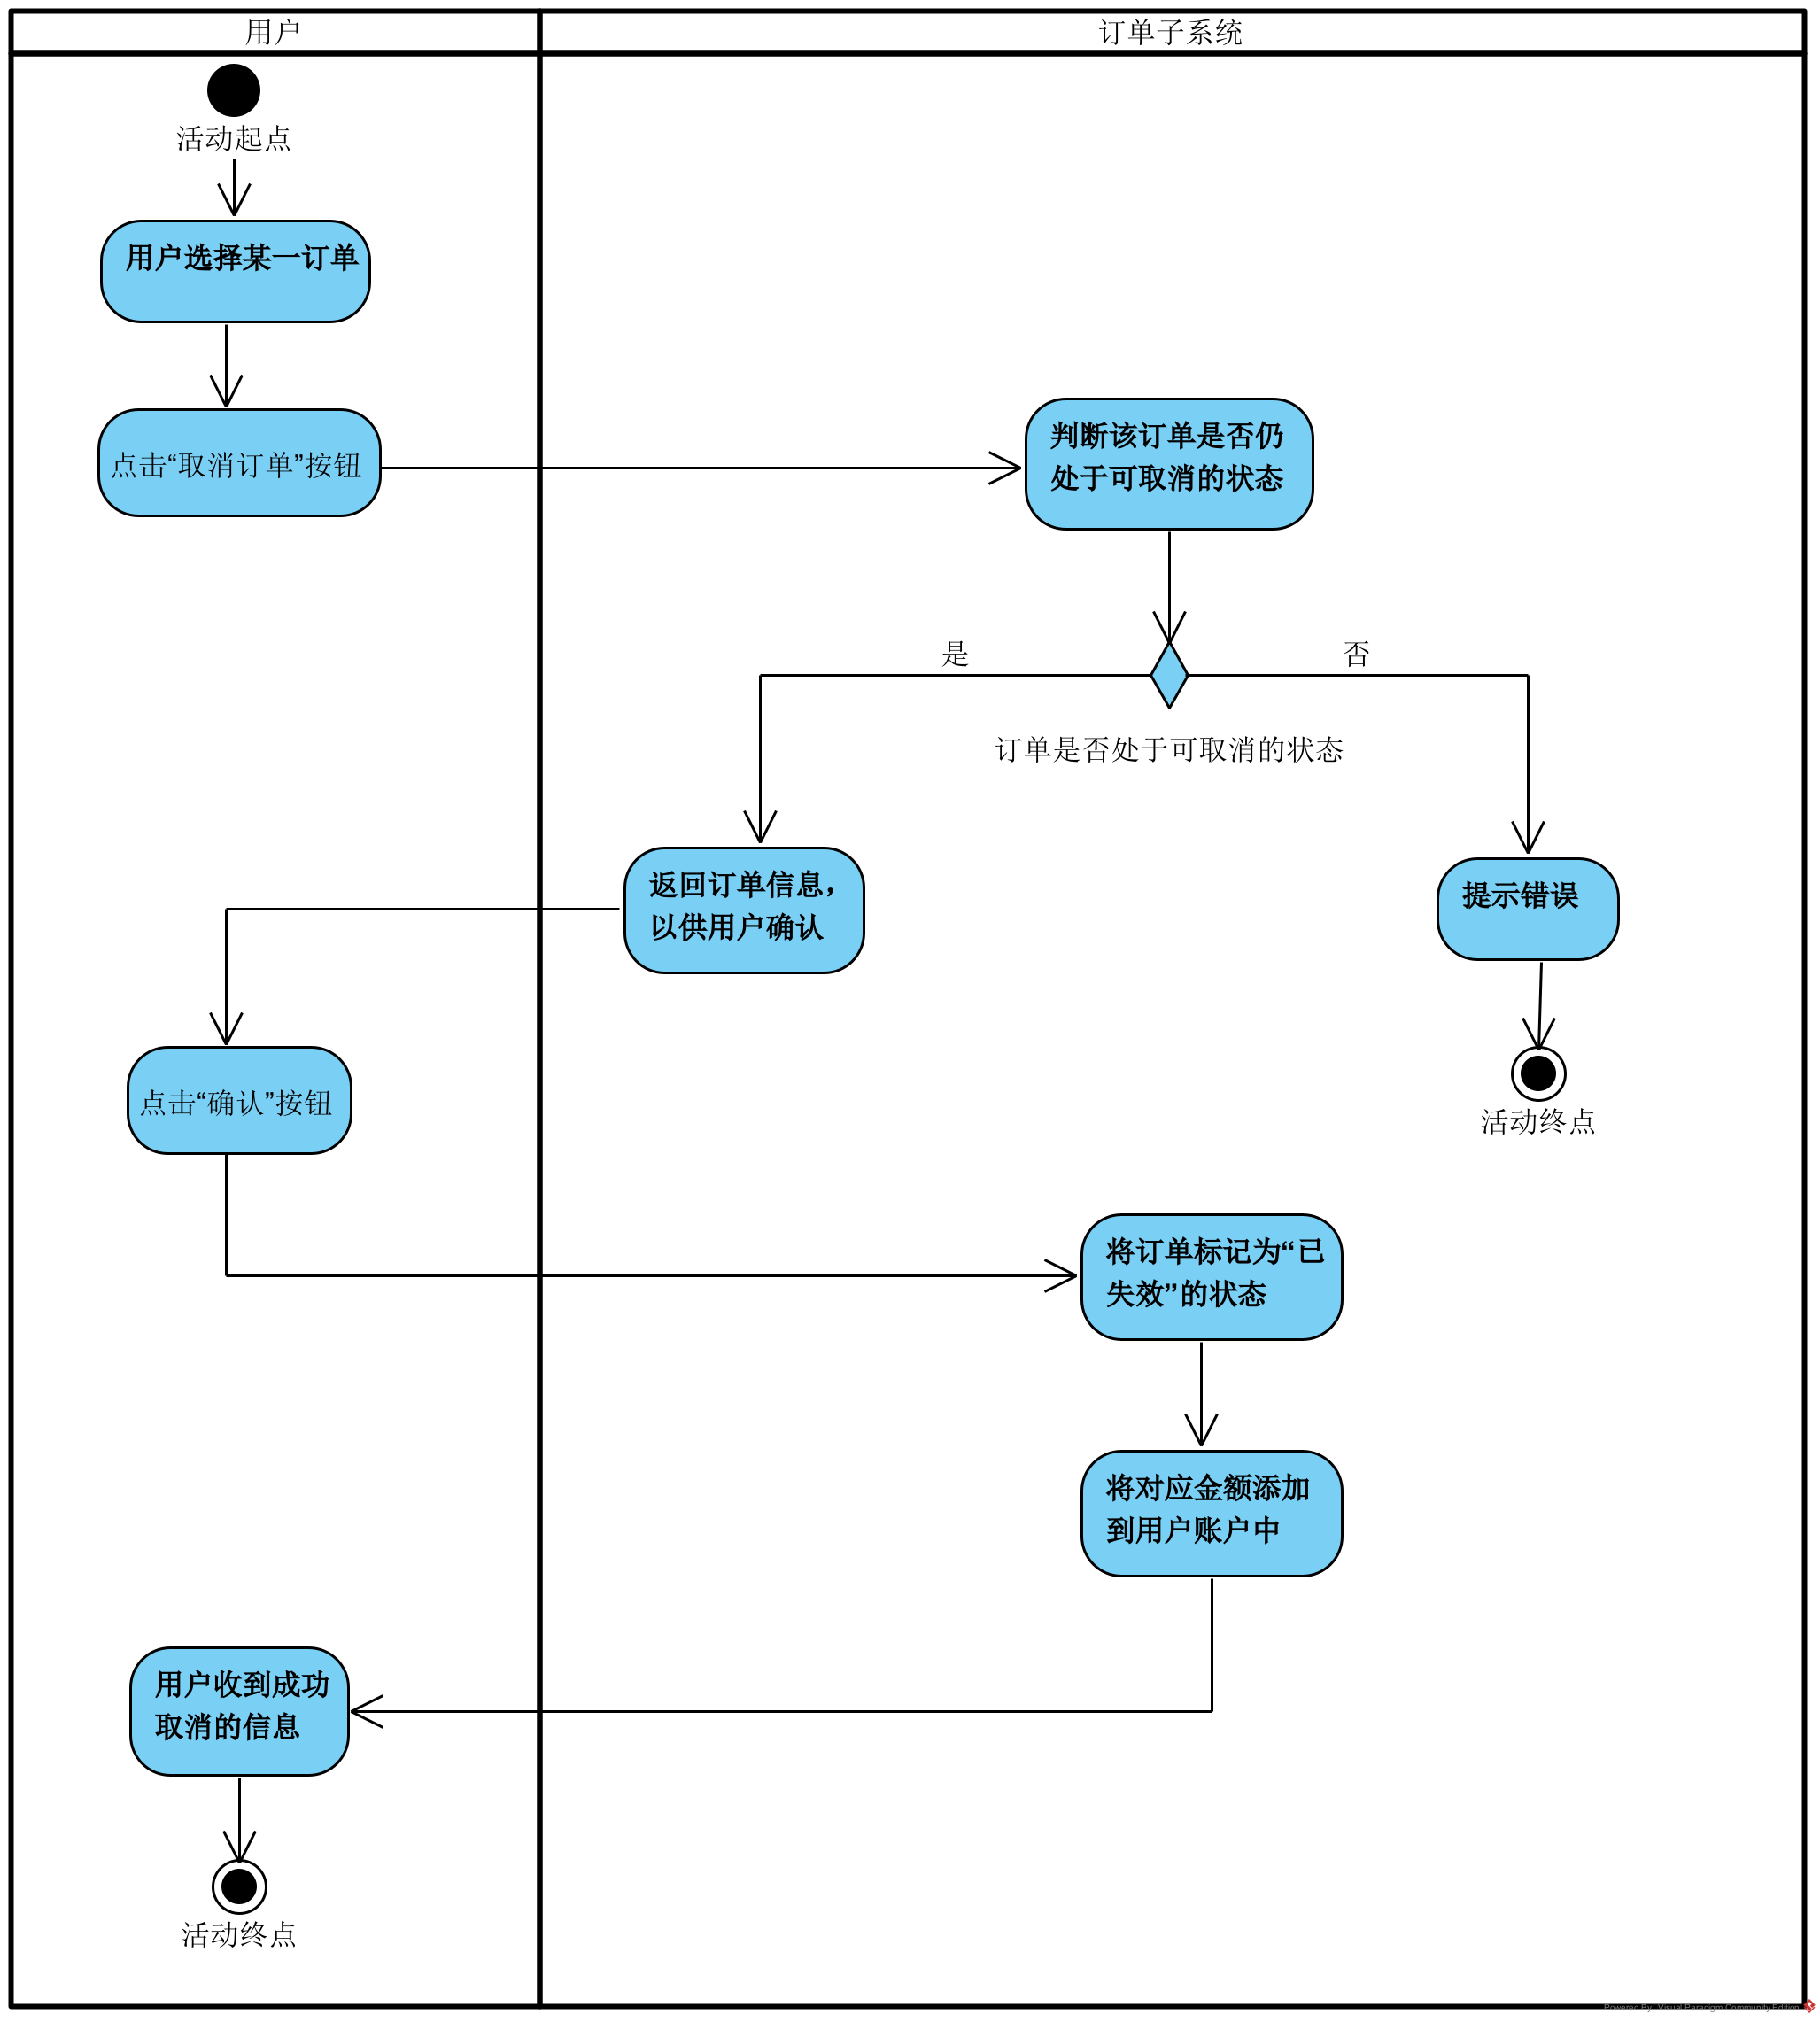 用户
订单子系统
活动起点
用户选择某一订单
点击“取消订单”按钮
判断该订单是否仍
处于可取消的状态
是
否
订单是否处于可取消的状态
返回订单信息，
以供用户确认
提示错误
点击“确认”按钮
活动终点
将订单标记为“已
失效”的状态
将对应金额添加
到用户账户中
用户收到成功
取消的信息
活动终点
Powered By Visual Paradigm Community Edition